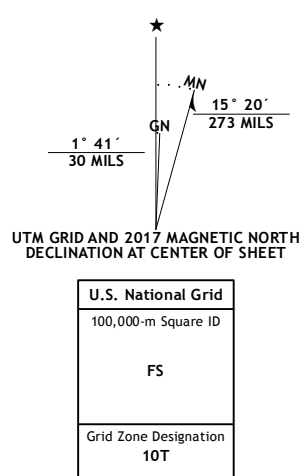 MN
GN
15° 20´
273 MILS
1° 41´
30 MILS
UTM GRID AND 2017 MAGNETIC NORTH
DECLINATION AT CENTER OF SHEET
U.S. National Grid
100,000-m Square ID
FS
Grid Zone Designation
10T